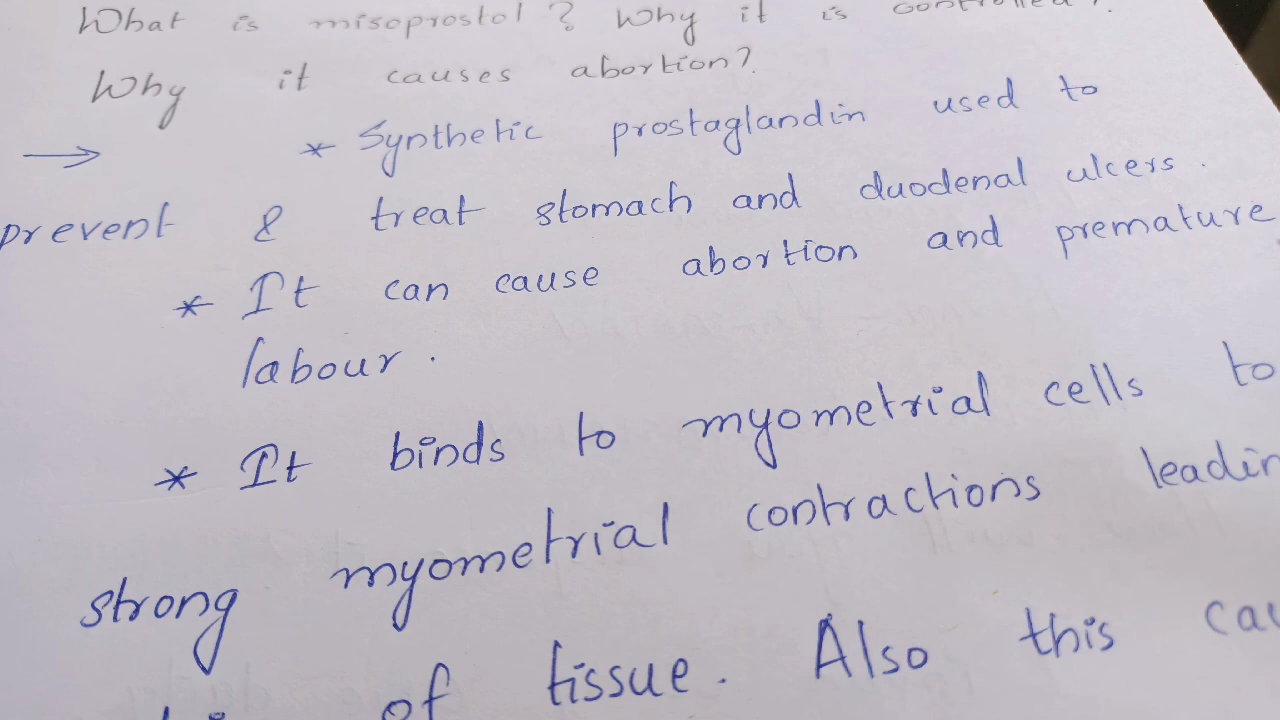 What is misoprostol? Why it is controlled?
Why it causes abortion?
→ * Synthetic prostaglandin used to
prevent & treat stomach and duodenal ulcers.
* It can cause abortion and premature
labour.
* It binds to myometrial cells to
strong myometrial contractions
of tissue. Also this